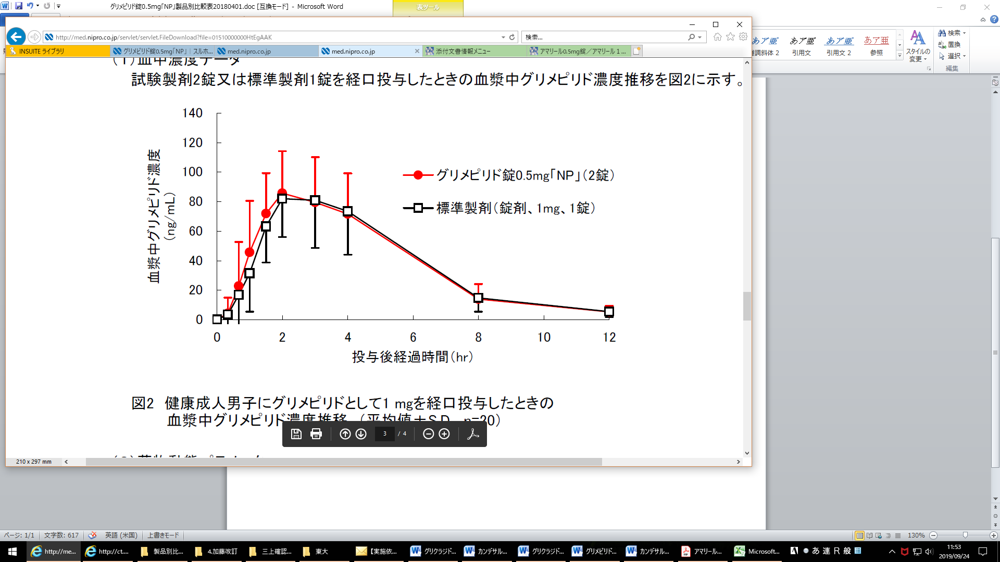 グリメピリド錠0.5mg「NP」製品別比較表20180401.doc [互換モード] - Microsoft Word
表ツール
http://med.nipro.co.jp/servlet/servlet.FileDownload?file=01510000000HtEgAAK
検索...
INSUITE ライブラリ
グリメピリド錠0.5mg「NP」｜スルホ...
med.nipro.co.jp
med.nipro.co.jp
添付文書情報メニュー
アマリール0.5mg錠／アマリール 1 ...
強調斜体 2
引用文
引用文 2
参照
スタイルの
変更
検索
置換
選択
編集
(1)血中濃度データ
試験製剤2錠又は標準製剤1錠を経口投与したときの血漿中グリメピリド濃度推移を図2に示す。
血漿中グリメピリド濃度
(ng/mL)
140
120
100
80
60
40
20
0
0 2 4 6 8 10 12
投与後経過時間(hr)
グリメピリド錠0.5mg「NP」(2錠)
標準製剤(錠剤、1mg、1錠)
図2 健康成人男子にグリメピリドとして1 mgを経口投与したときの
血漿中グリメピリド濃度推移 (平均値±S.D., n=20)
3 / 4
210 x 297 mm
ページ: 1/1
文字数: 617
英語 (米国)
上書きモード
130%
http://me...
http://ct....
製品別比...
4.加藤改訂
三上確認...
東大
【実施依...
グリクラジド...
カンデサル...
グリクラジド...
グリメピリド...
カンデサル...
アマリール...
Microsoft...
あ 連 R 般
11:53
2019/09/24